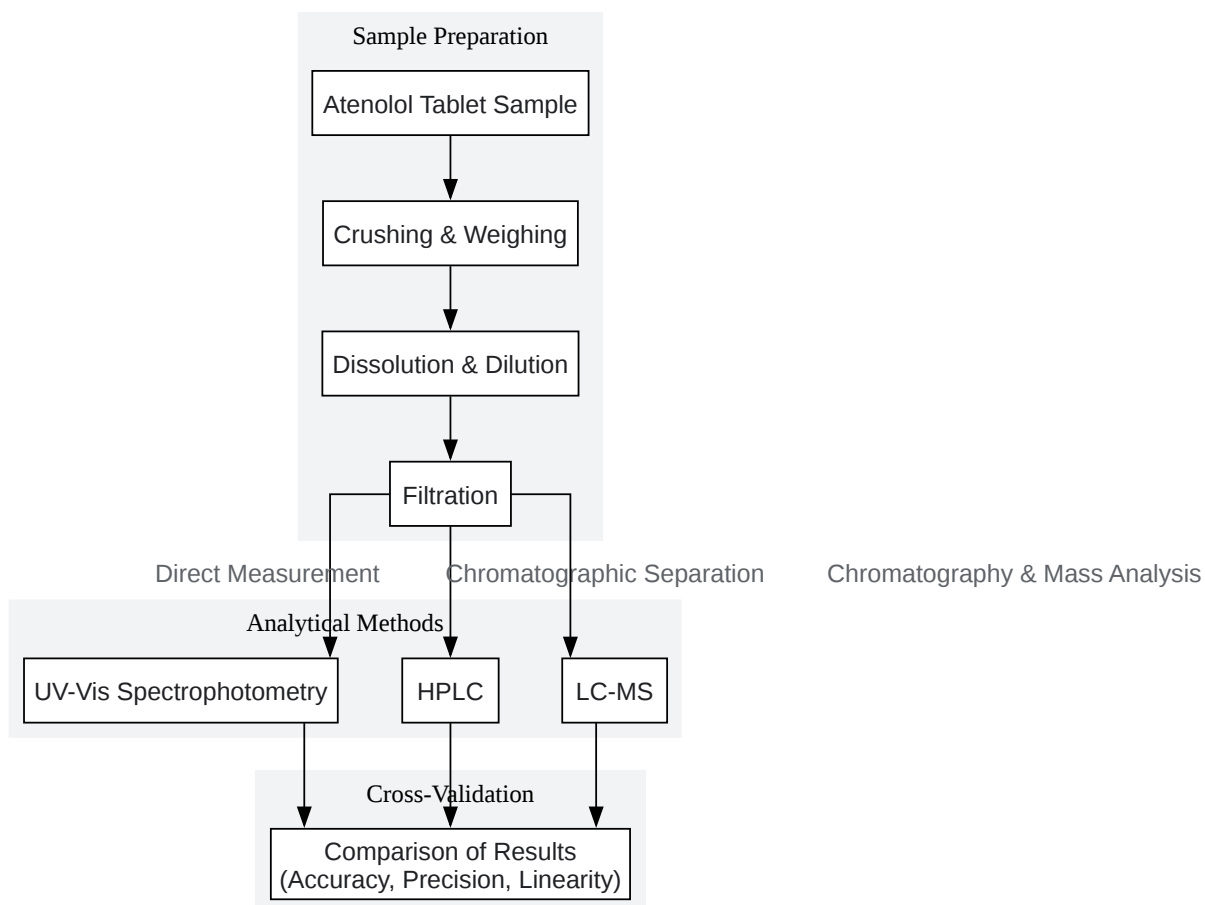 Sample Preparation
Atenolol Tablet Sample
Crushing & Weighing
Dissolution & Dilution
Filtration
Direct Measurement
Chromatographic Separation
Chromatography & Mass Analysis
Analytical Methods
UV-Vis Spectrophotometry
HPLC
LC-MS
Cross-Validation
Comparison of Results
(Accuracy, Precision, Linearity)